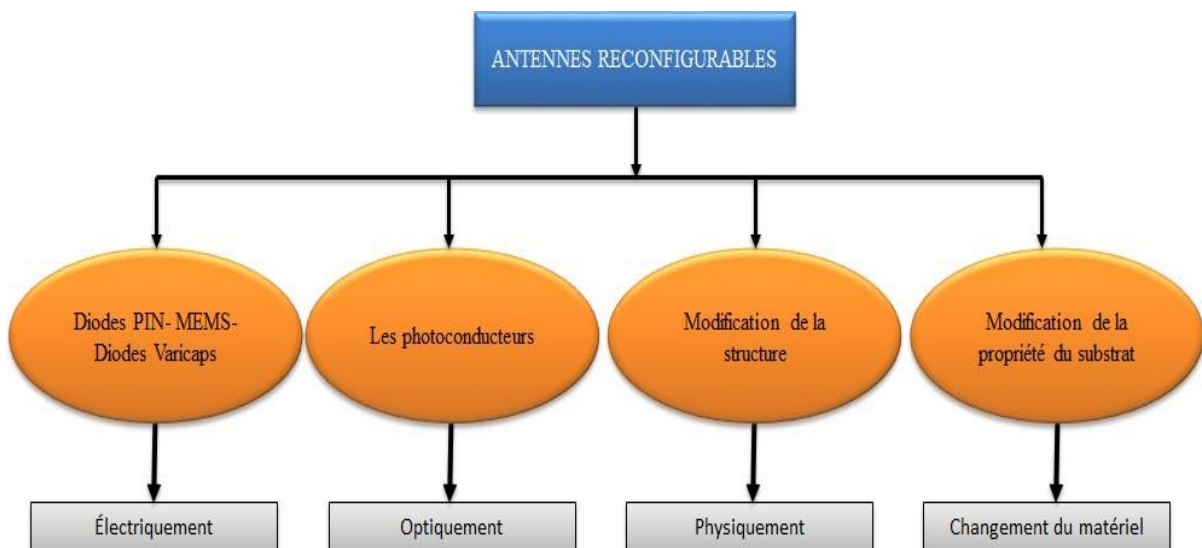 ANTENNES RECONFIGURABLES
Diodes PIN- MEMS-
Diodes Varicaps
Les photoconducteurs
Modification de la
structure
Modification de la
propriété du substrat
Électriquement
Optiquement
Physiquement
Changement du matériel